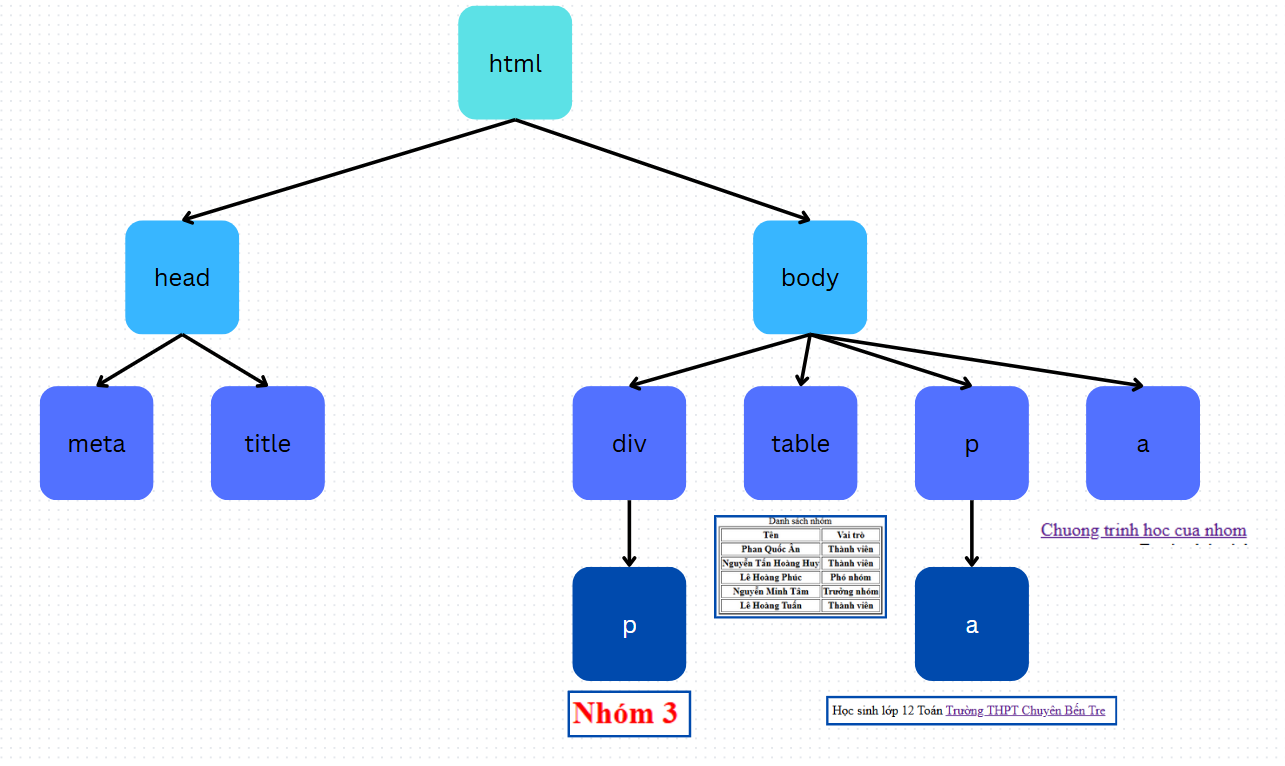 html
head
body
meta
title
div
table
p
a
Danh sách nhóm
Tên Vai trò
Phan Quốc Ân Thành viên
Nguyễn Tấn Hoàng Huy Thành viên
Lê Hoàng Phúc Phó nhóm
Nguyễn Minh Tâm Trưởng nhóm
Lê Hoàng Tuấn Thành viên
Chuong trinh hoc cua nhom
p
a
Nhóm 3
Học sinh lớp 12 Toán Trường THPT Chuyên Bến Tre